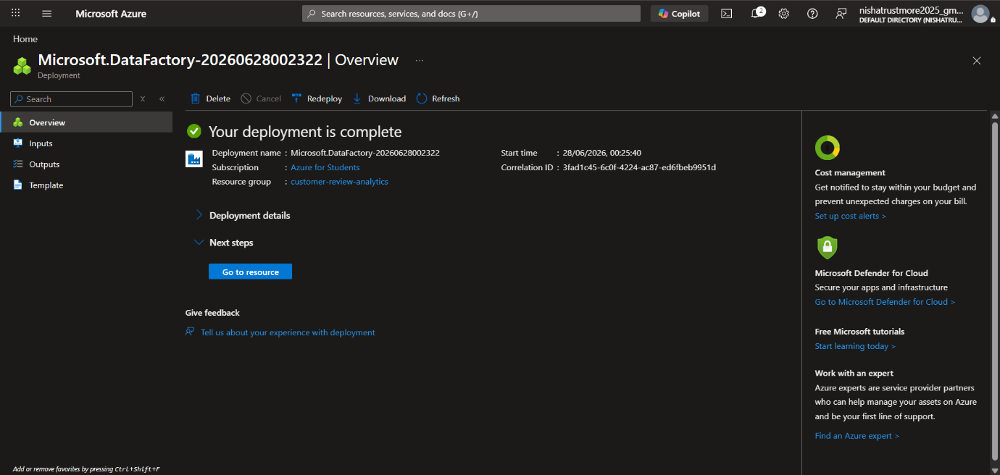 Microsoft Azure
Search resources, services, and docs (G+/)
Copilot
2
nishatrustmore2025_gm...
DEFAULT DIRECTORY (NISHATRU...
Home
Microsoft.DataFactory-20260628002322 | Overview ...
Deployment
Search
Delete
Cancel
Redeploy
Download
Refresh
Overview
Inputs
Outputs
Template
Your deployment is complete
Deployment name : Microsoft.DataFactory-20260628002322
Subscription : Azure for Students
Resource group : customer-review-analytics
Start time : 28/06/2026, 00:25:40
Correlation ID : 3fad1c45-6c0f-4224-ac87-ed6fbeb9951d
Deployment details
Next steps
Go to resource
Give feedback
Tell us about your experience with deployment
Cost management
Get notified to stay within your budget and
prevent unexpected charges on your bill.
Set up cost alerts >
Microsoft Defender for Cloud
Secure your apps and infrastructure
Go to Microsoft Defender for Cloud >
Free Microsoft tutorials
Start learning today >
Work with an expert
Azure experts are service provider partners
who can help manage your assets on Azure
and be your first line of support.
Find an Azure expert >
Add or remove favorites by pressing Ctrl+Shift+F